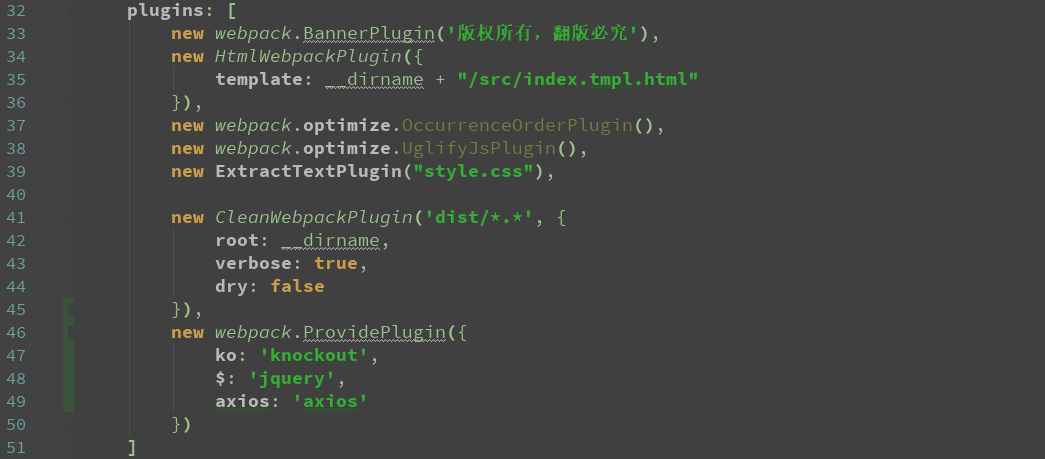 32 plugins: [
33 new webpack.BannerPlugin('版权所有，翻版必究'),
34 new HtmlWebpackPlugin({
35 template: __dirname + "/src/index.tmpl.html"
36 }),
37 new webpack.optimize.OccurrenceOrderPlugin(),
38 new webpack.optimize.UglifyJsPlugin(),
39 new ExtractTextPlugin("style.css"),
40
41 new CleanWebpackPlugin('dist/*.*', {
42 root: __dirname,
43 verbose: true,
44 dry: false
45 }),
46 new webpack.ProvidePlugin({
47 ko: 'knockout',
48 $: 'jquery',
49 axios: 'axios'
50 })
51 ]